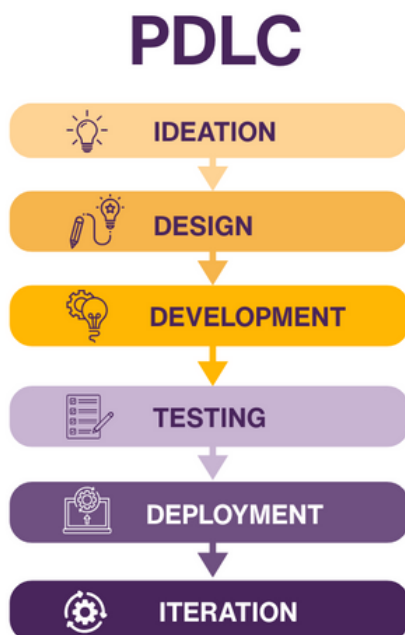 PDLC
IDEATION
DESIGN
DEVELOPMENT
TESTING
DEPLOYMENT
ITERATION